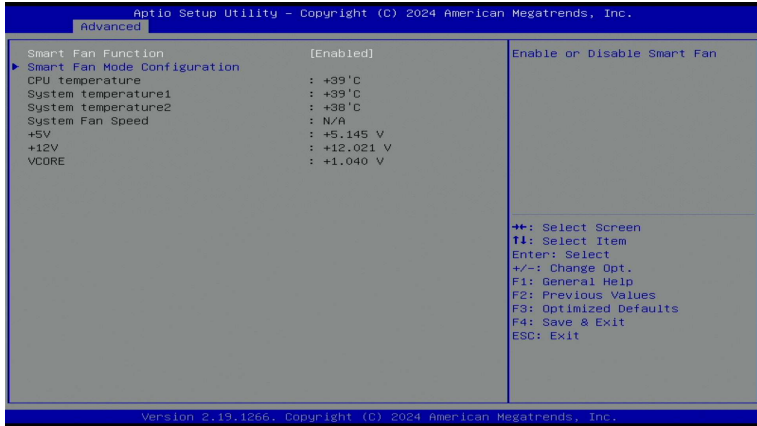 Aptio Setup Utility – Copyright (C) 2024 American Megatrends, Inc.
Advanced
Smart Fan Function [Enabled]
Smart Fan Mode Configuration
CPU temperature : +39'C
System temperature1 : +39'C
System temperature2 : +38'C
System Fan Speed : N/A
+5V : +5.145 V
+12V : +12.021 V
VCORE : +1.040 V
Enable or Disable Smart Fan
→←: Select Screen
↑↓: Select Item
Enter: Select
+/-: Change Opt.
F1: General Help
F2: Previous Values
F3: Optimized Defaults
F4: Save & Exit
ESC: Exit
Version 2.19.1266. Copyright (C) 2024 American Megatrends, Inc.